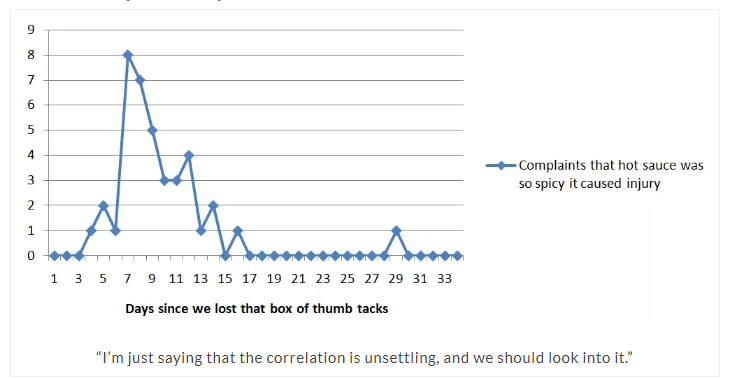 9
8
7
6
5
4
3
2
1
0
1 3 5 7 9 11 13 15 17 19 21 23 25 27 29 31 33
Complaints that hot sauce was
so spicy it caused injury
Days since we lost that box of thumb tacks
“I’m just saying that the correlation is unsettling, and we should look into it.”